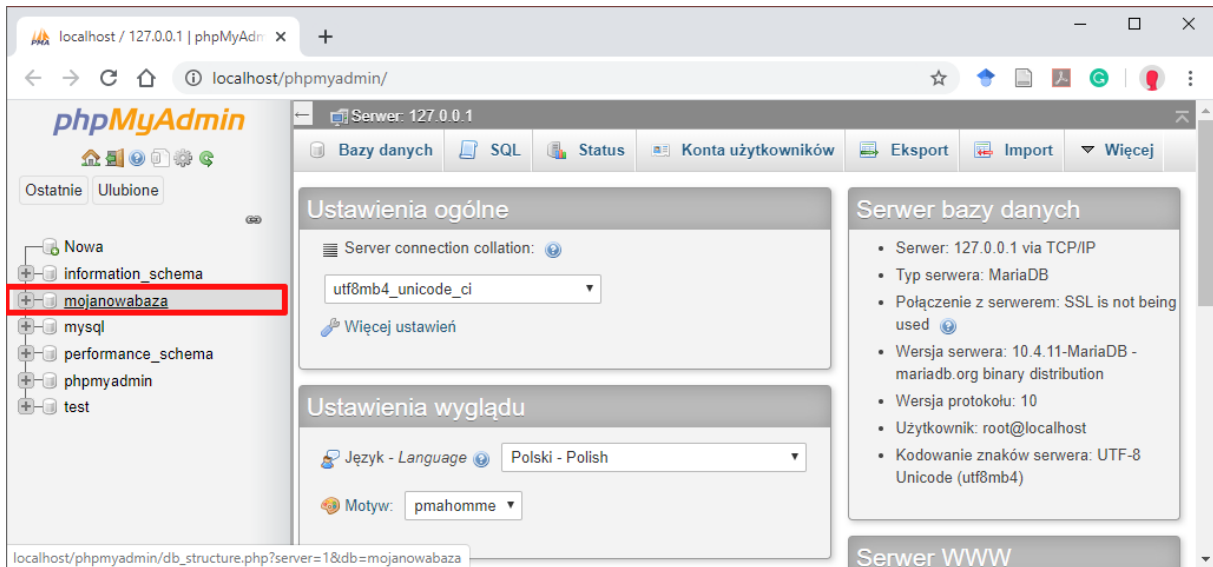 localhost / 127.0.0.1 | phpMyAdm
localhost/phpmyadmin/
phpMyAdmin
Ostatnie Ulubione
Nowa
information_schema
mojanowabaza
mysql
performance_schema
phpmyadmin
test
Serwer: 127.0.0.1
Bazy danych SQL Status Konta użytkowników Eksport Import Więcej
Ustawienia ogólne
Server connection collation:
utf8mb4_unicode_ci
Więcej ustawień
Ustawienia wyglądu
Język - Language Polski - Polish
Motyw: pmahomme
Serwer bazy danych
Serwer: 127.0.0.1 via TCP/IP
Typ serwera: MariaDB
Połączenie z serwerem: SSL is not being
used
Wersja serwera: 10.4.11-MariaDB -
mariadb.org binary distribution
Wersja protokołu: 10
Użytkownik: root@localhost
Kodowanie znaków serwera: UTF-8
Unicode (utf8mb4)
Serwer WWW
localhost/phpmyadmin/db_structure.php?server=1&db=mojanowabaza